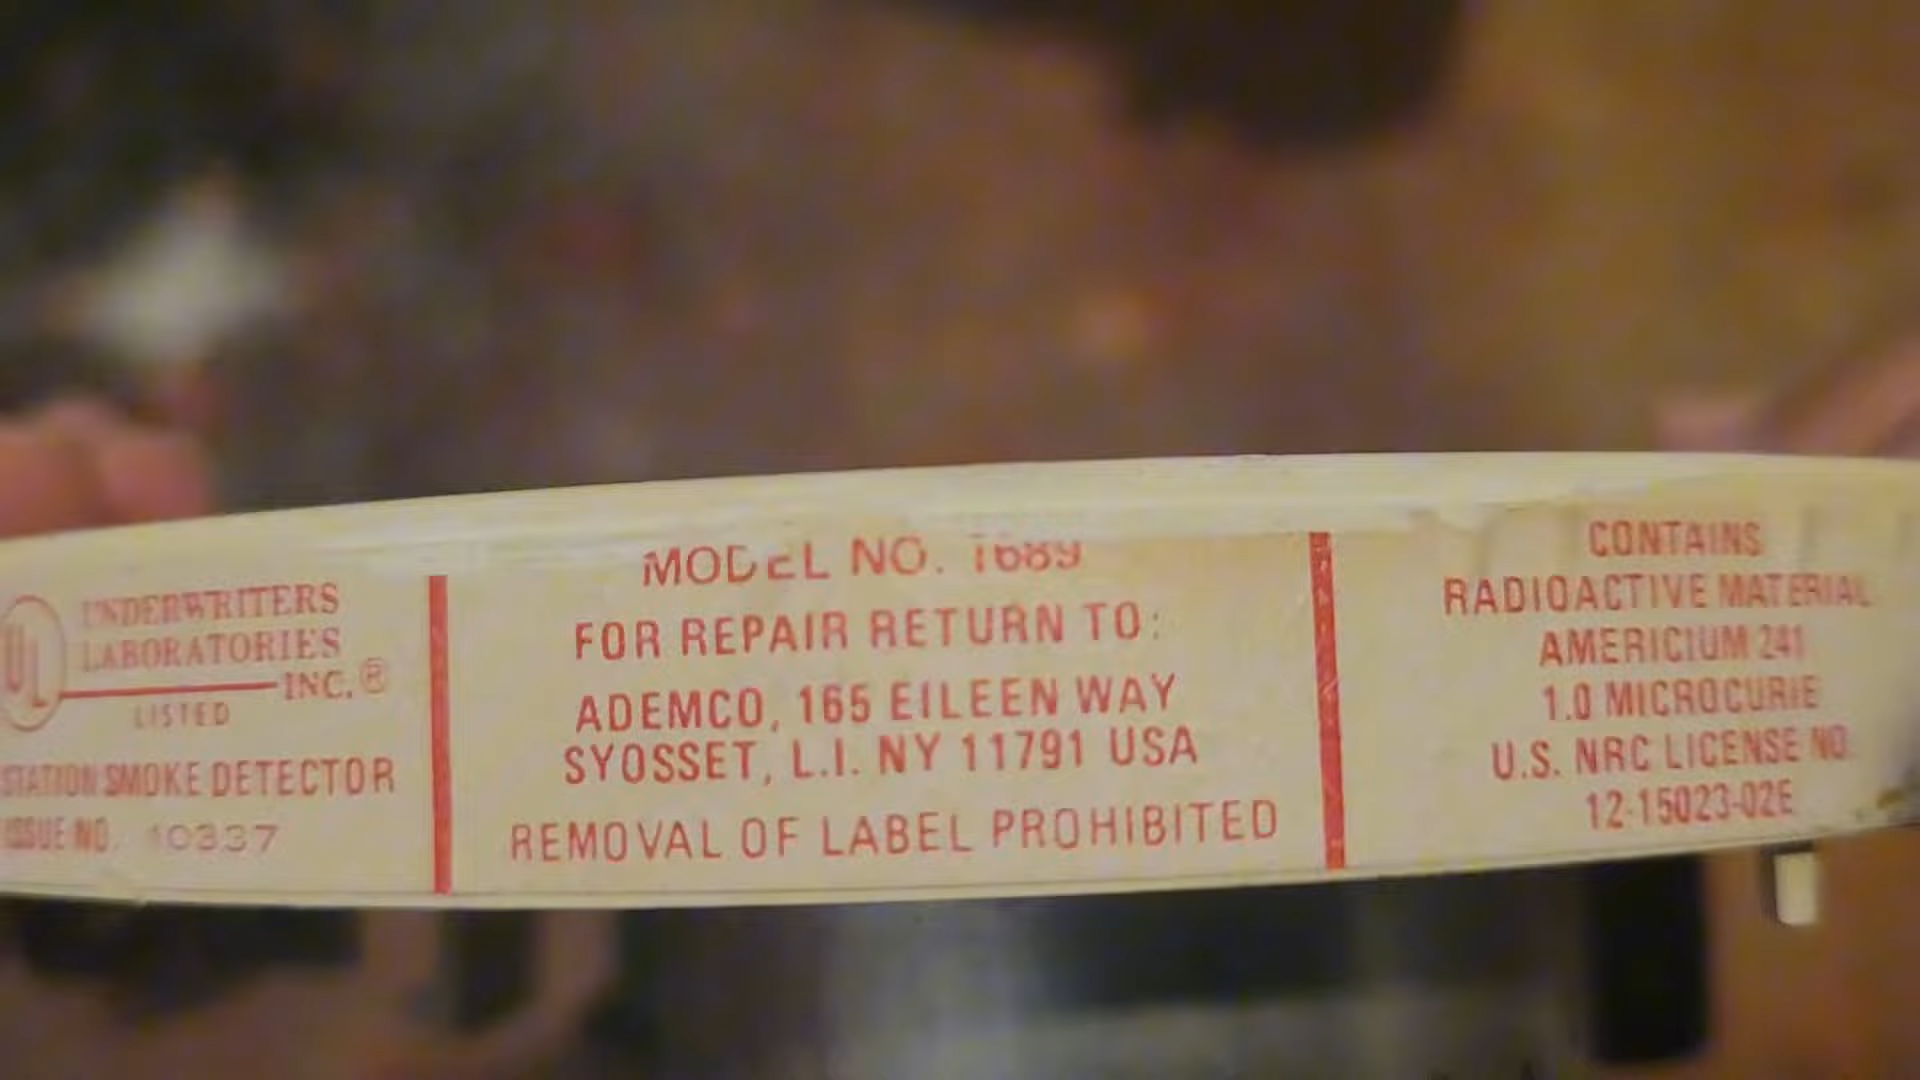 UL
UNDERWRITERS
LABORATORIES
INC.®
LISTED
STATION SMOKE DETECTOR
ISSUE NO. 10337
MODEL NO. 1689
FOR REPAIR RETURN TO:
ADEMCO, 165 EILEEN WAY
SYOSSET, L.I. NY 11791 USA
REMOVAL OF LABEL PROHIBITED
CONTAINS
RADIOACTIVE MATERIAL
AMERICIUM 241
1.0 MICROCURIE
U.S. NRC LICENSE NO.
12-15023-02E